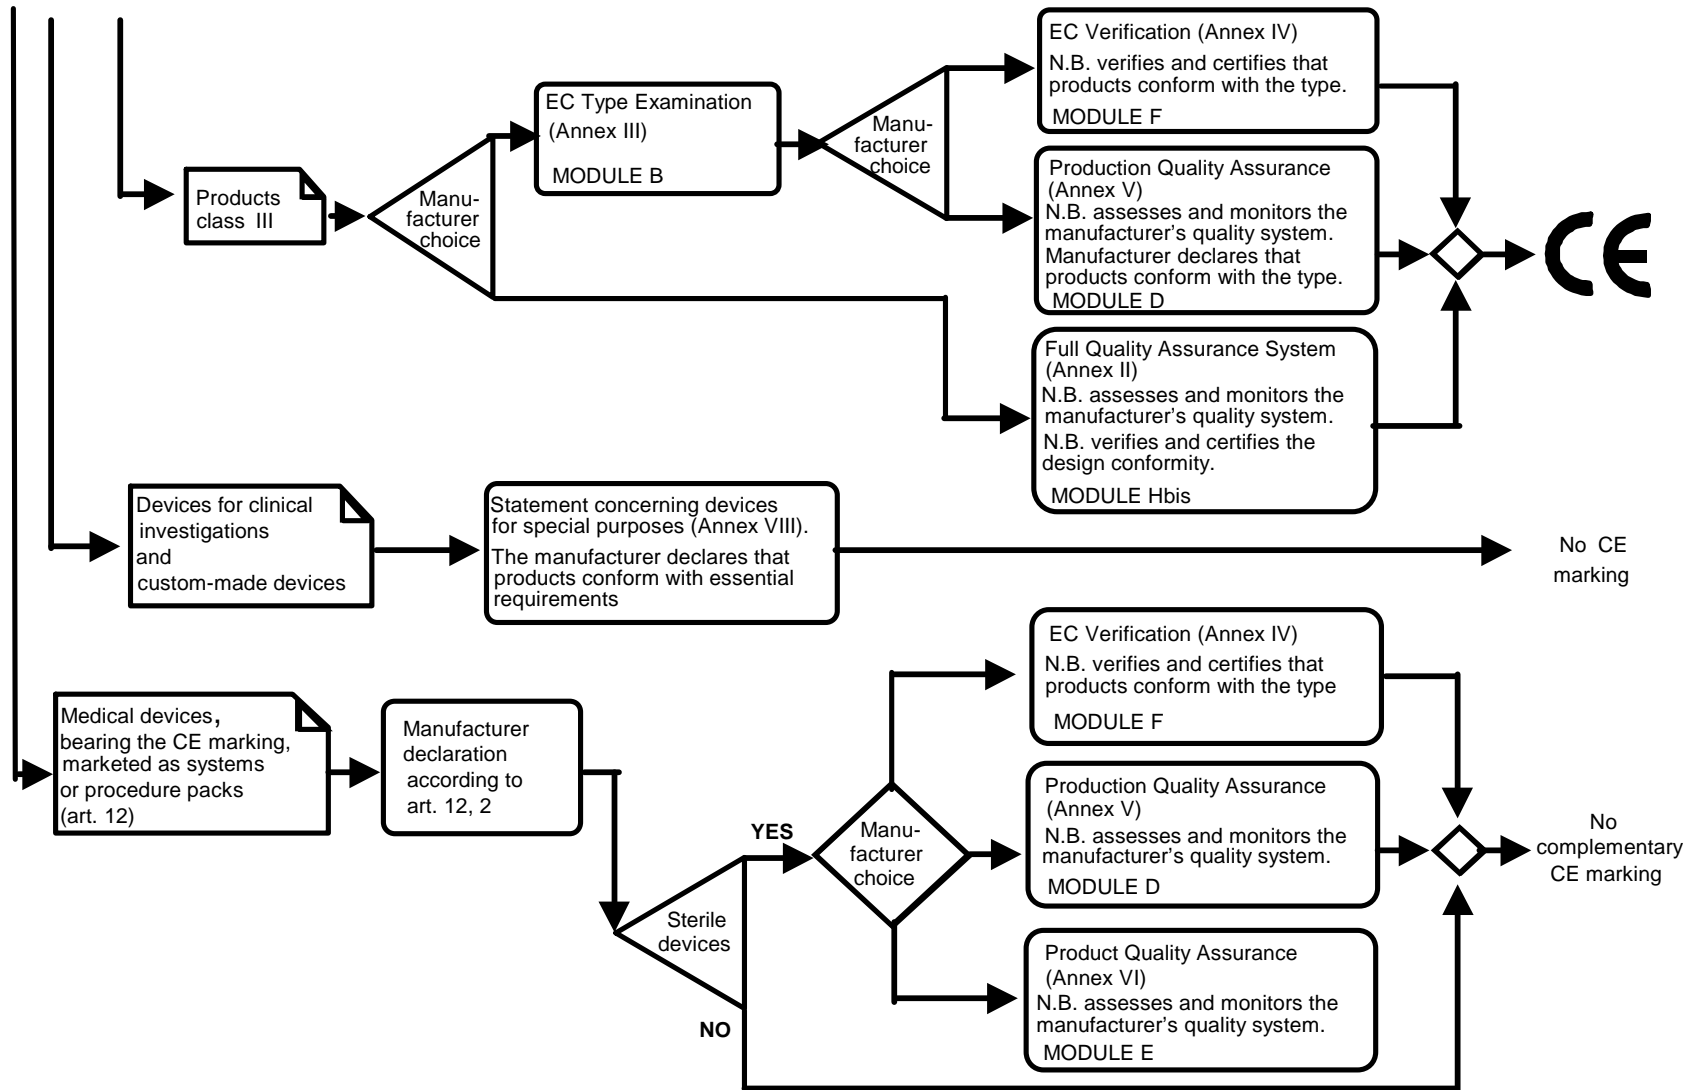 EC Verification (Annex IV)
N.B. verifies and certifies that
products conform with the type.
MODULE F
EC Type Examination
(Annex III)
MODULE B
Manu-
facturer
choice
Production Quality Assurance
(Annex V)
N.B. assesses and monitors the
manufacturer's quality system.
Manufacturer declares that
products conform with the type.
MODULE D
Products
class III
Manu-
facturer
choice
CE
Full Quality Assurance System
(Annex II)
N.B. assesses and monitors the
manufacturer's quality system.
N.B. verifies and certifies the
design conformity.
MODULE Hbis
Devices for clinical
investigations
and
custom-made devices
Statement concerning devices
for special purposes (Annex VIII).
The manufacturer declares that
products conform with essential
requirements
No CE
marking
EC Verification (Annex IV)
N.B. verifies and certifies that
products conform with the type
MODULE F
Medical devices,
bearing the CE marking,
marketed as systems
or procedure packs
(art. 12)
Manufacturer
declaration
according to
art. 12, 2
YES
Manu-
facturer
choice
Production Quality Assurance
(Annex V)
N.B. assesses and monitors the
manufacturer's quality system.
MODULE D
No
complementary
CE marking
Sterile
devices
NO
Product Quality Assurance
(Annex VI)
N.B. assesses and monitors the
manufacturer's quality system.
MODULE E